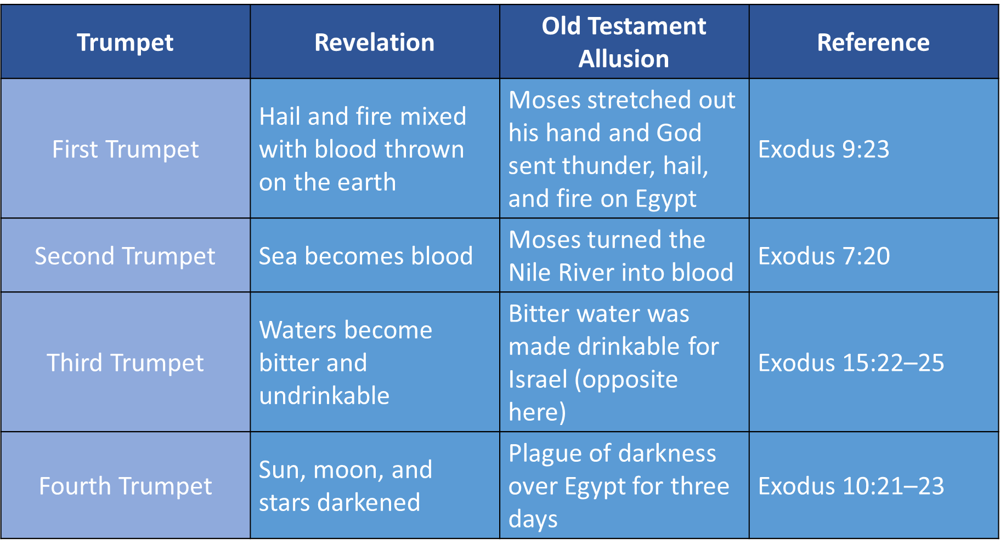 Trumpet
Revelation
Old Testament
Allusion
Reference
First Trumpet
Hail and fire mixed
with blood thrown
on the earth
Moses stretched out
his hand and God
sent thunder, hail,
and fire on Egypt
Exodus 9:23
Second Trumpet
Sea becomes blood
Moses turned the
Nile River into blood
Exodus 7:20
Third Trumpet
Waters become
bitter and
undrinkable
Bitter water was
made drinkable for
Israel (opposite
here)
Exodus 15:22–25
Fourth Trumpet
Sun, moon, and
stars darkened
Plague of darkness
over Egypt for three
days
Exodus 10:21–23